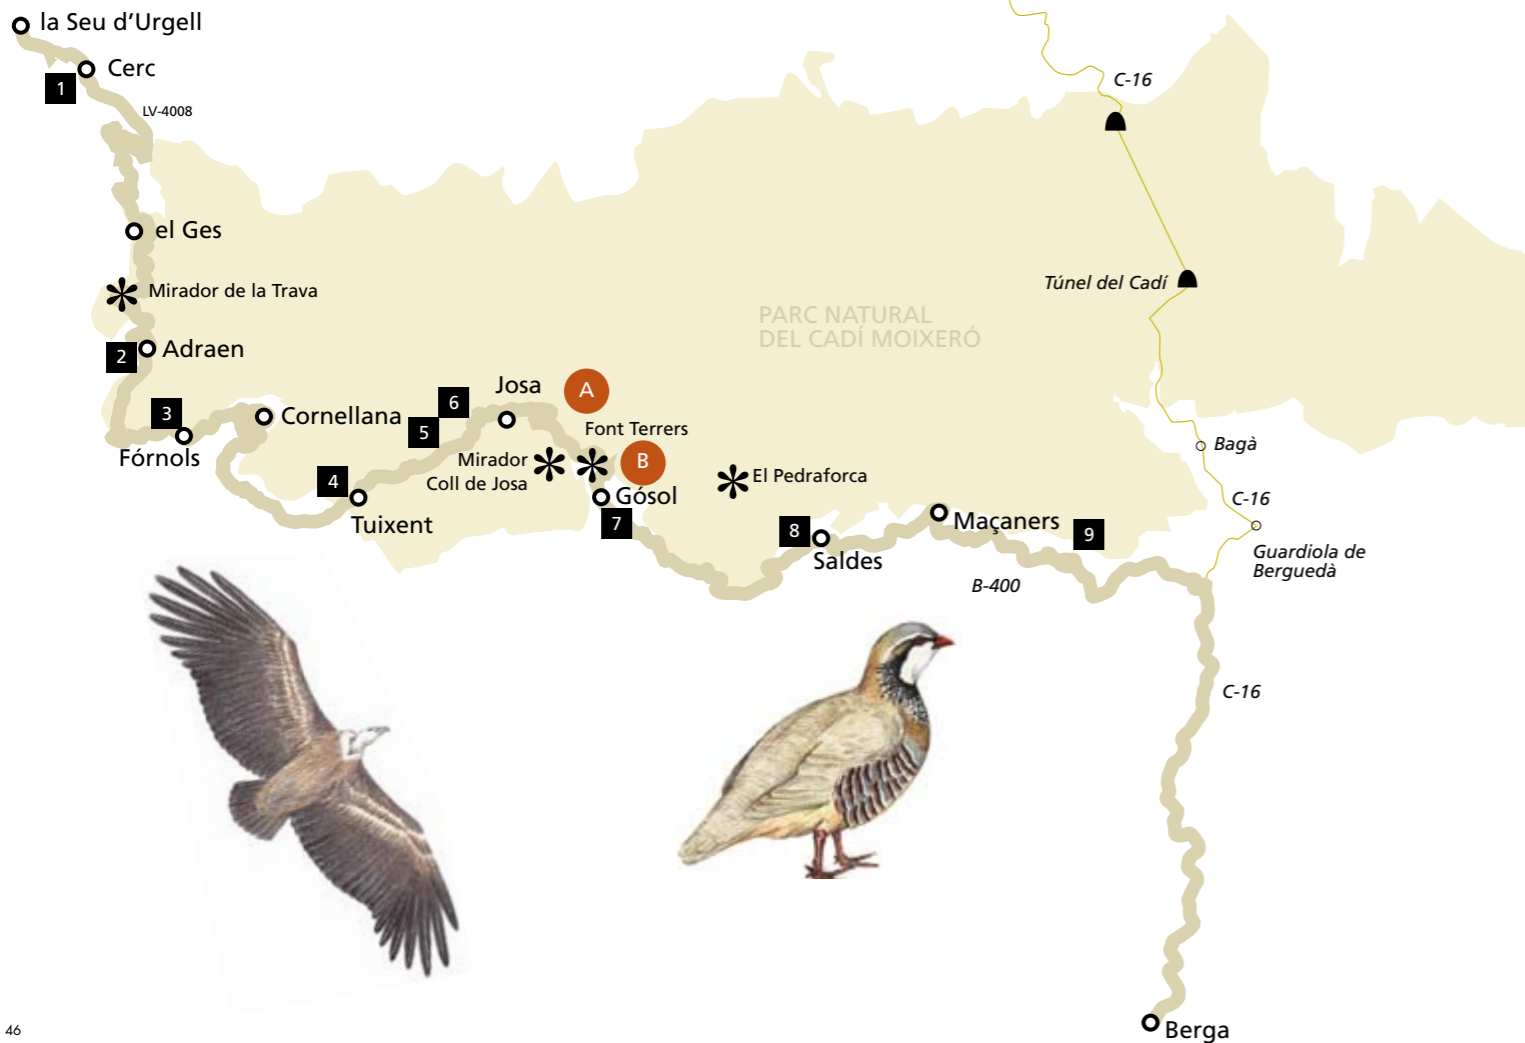 la Seu d'Urgell
Cerc
1
LV-4008
C-16
el Ges
Mirador de la Trava
Túnel del Cadí
PARC NATURAL
DEL CADÍ MOIXERÓ
2
Adraen
3
Cornellana
Fórnols
6
5
Josa
A
Font Terrers
Mirador
Coll de Josa
B
El Pedraforca
Bagà
4
Tuixent
Gósol
7
C-16
8
Saldes
Maçaners
9
Guardiola de
Berguedà
B-400
C-16
46
Berga